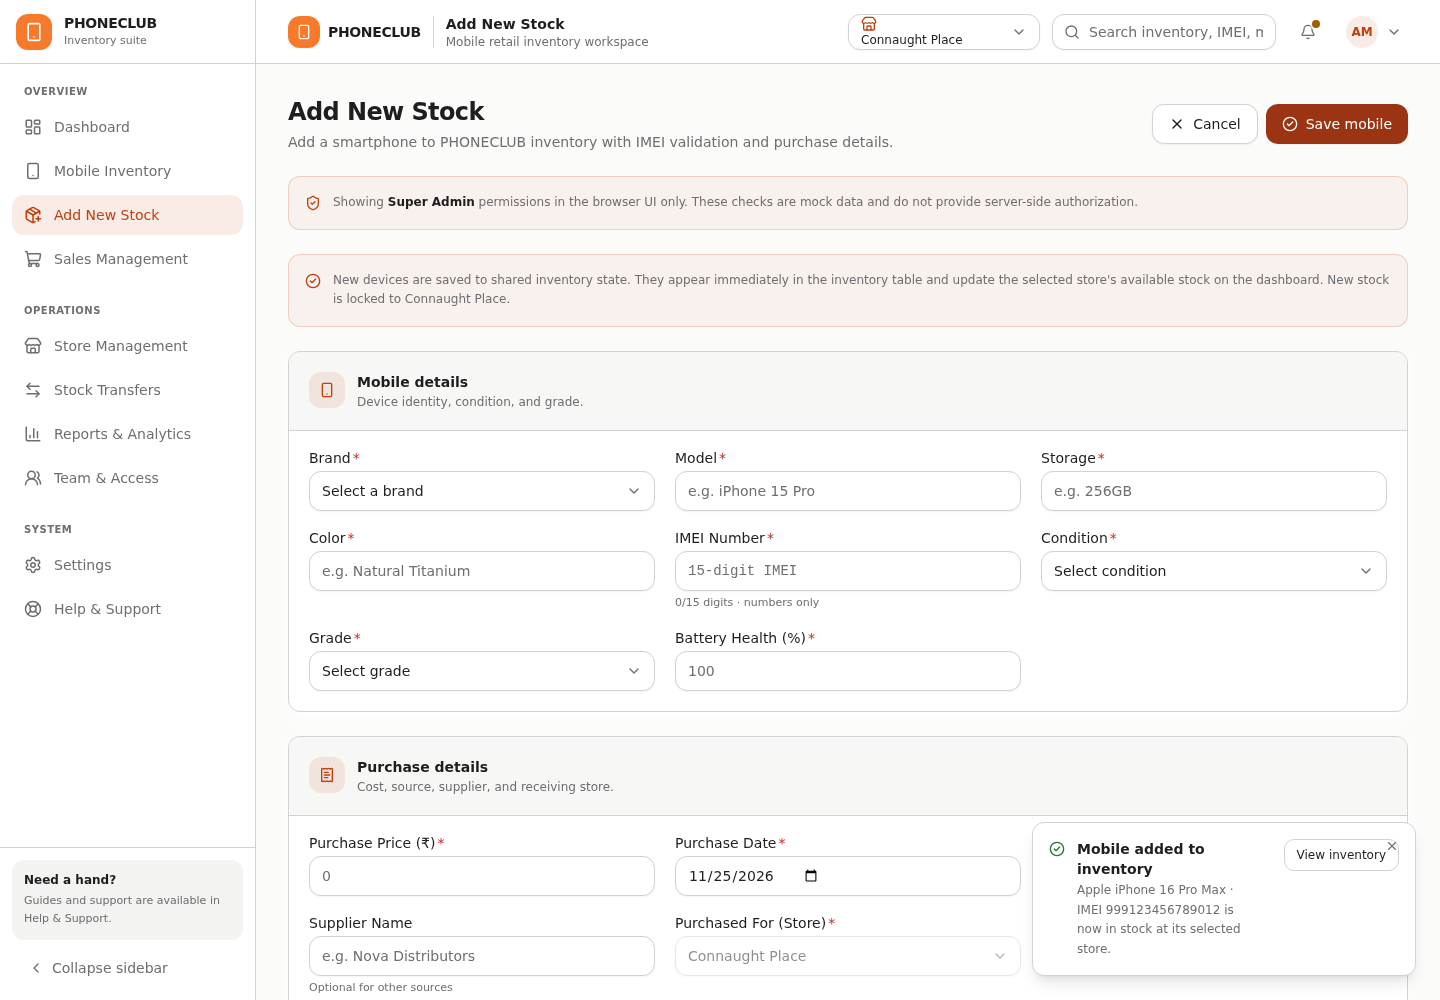 PHONECLUB
Inventory suite
OVERVIEW
Dashboard
Mobile Inventory
Add New Stock
Sales Management
OPERATIONS
Store Management
Stock Transfers
Reports & Analytics
Team & Access
SYSTEM
Settings
Help & Support
Need a hand?
Guides and support are available in
Help & Support.
Collapse sidebar
PHONECLUB
Add New Stock
Mobile retail inventory workspace
Connaught Place
Search inventory, IMEI, n
AM
Add New Stock
Add a smartphone to PHONECLUB inventory with IMEI validation and purchase details.
Cancel
Save mobile
Showing Super Admin permissions in the browser UI only. These checks are mock data and do not provide server-side authorization.
New devices are saved to shared inventory state. They appear immediately in the inventory table and update the selected store's available stock on the dashboard. New stock
is locked to Connaught Place.
Mobile details
Device identity, condition, and grade.
Brand*
Model*
Storage*
Select a brand
e.g. iPhone 15 Pro
e.g. 256GB
Color*
IMEI Number*
Condition*
e.g. Natural Titanium
15-digit IMEI
Select condition
0/15 digits · numbers only
Grade*
Battery Health (%)*
Select grade
100
Purchase details
Cost, source, supplier, and receiving store.
Purchase Price (₹)*
Purchase Date*
0
11/25/2026
Supplier Name
Purchased For (Store)*
e.g. Nova Distributors
Connaught Place
Optional for other sources
Mobile added to
inventory
Apple iPhone 16 Pro Max ·
IMEI 999123456789012 is
now in stock at its selected
store.
View inventory